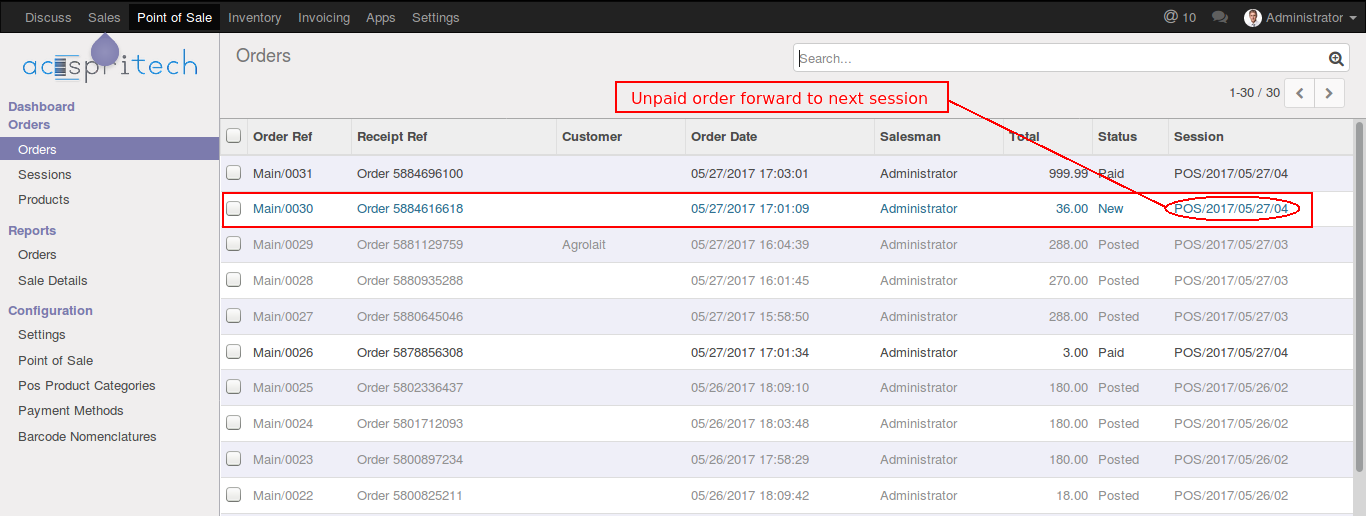 Discuss Sales Point of Sale Inventory Invoicing Apps Settings @ 10 Administrator
acespritech
Dashboard
Orders
Orders
Sessions
Products
Reports
Orders
Sale Details
Configuration
Settings
Point of Sale
Pos Product Categories
Payment Methods
Barcode Nomenclatures
Orders
Search...
1-30 / 30
Unpaid order forward to next session
Order Ref Receipt Ref Customer Order Date Salesman Total Status Session
Main/0031 Order 5884696100 05/27/2017 17:03:01 Administrator 999.99 Paid POS/2017/05/27/04
Main/0030 Order 5884616618 05/27/2017 17:01:09 Administrator 36.00 New POS/2017/05/27/04
Main/0029 Order 5881129759 Agrolait 05/27/2017 16:04:39 Administrator 288.00 Posted POS/2017/05/27/03
Main/0028 Order 5880935288 05/27/2017 16:01:45 Administrator 270.00 Posted POS/2017/05/27/03
Main/0027 Order 5880645046 05/27/2017 15:58:50 Administrator 288.00 Posted POS/2017/05/27/03
Main/0026 Order 5878856308 05/27/2017 17:01:34 Administrator 3.00 Paid POS/2017/05/27/04
Main/0025 Order 5802336437 05/26/2017 18:09:10 Administrator 180.00 Posted POS/2017/05/26/02
Main/0024 Order 5801712093 05/26/2017 18:03:48 Administrator 180.00 Posted POS/2017/05/26/02
Main/0023 Order 5800897234 05/26/2017 17:58:29 Administrator 180.00 Posted POS/2017/05/26/02
Main/0022 Order 5800825211 05/26/2017 18:09:42 Administrator 18.00 Posted POS/2017/05/26/02